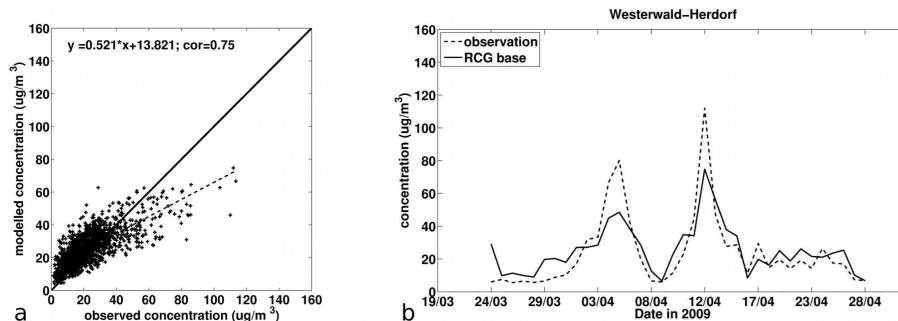 y =0.521*x+13.821; cor=0.75
modelled concentration (ug/m³)
160
140
120
100
80
60
40
20
0
0 20 40 60 80 100 120 140 160
observed concentration (ug/m³)
a
Westerwald−Herdorf
observation
RCG base
concentration (ug/m³)
160
140
120
100
80
60
40
20
0
19/03 24/03 29/03 03/04 08/04 12/04 17/04 23/04 28/04
Date in 2009
b